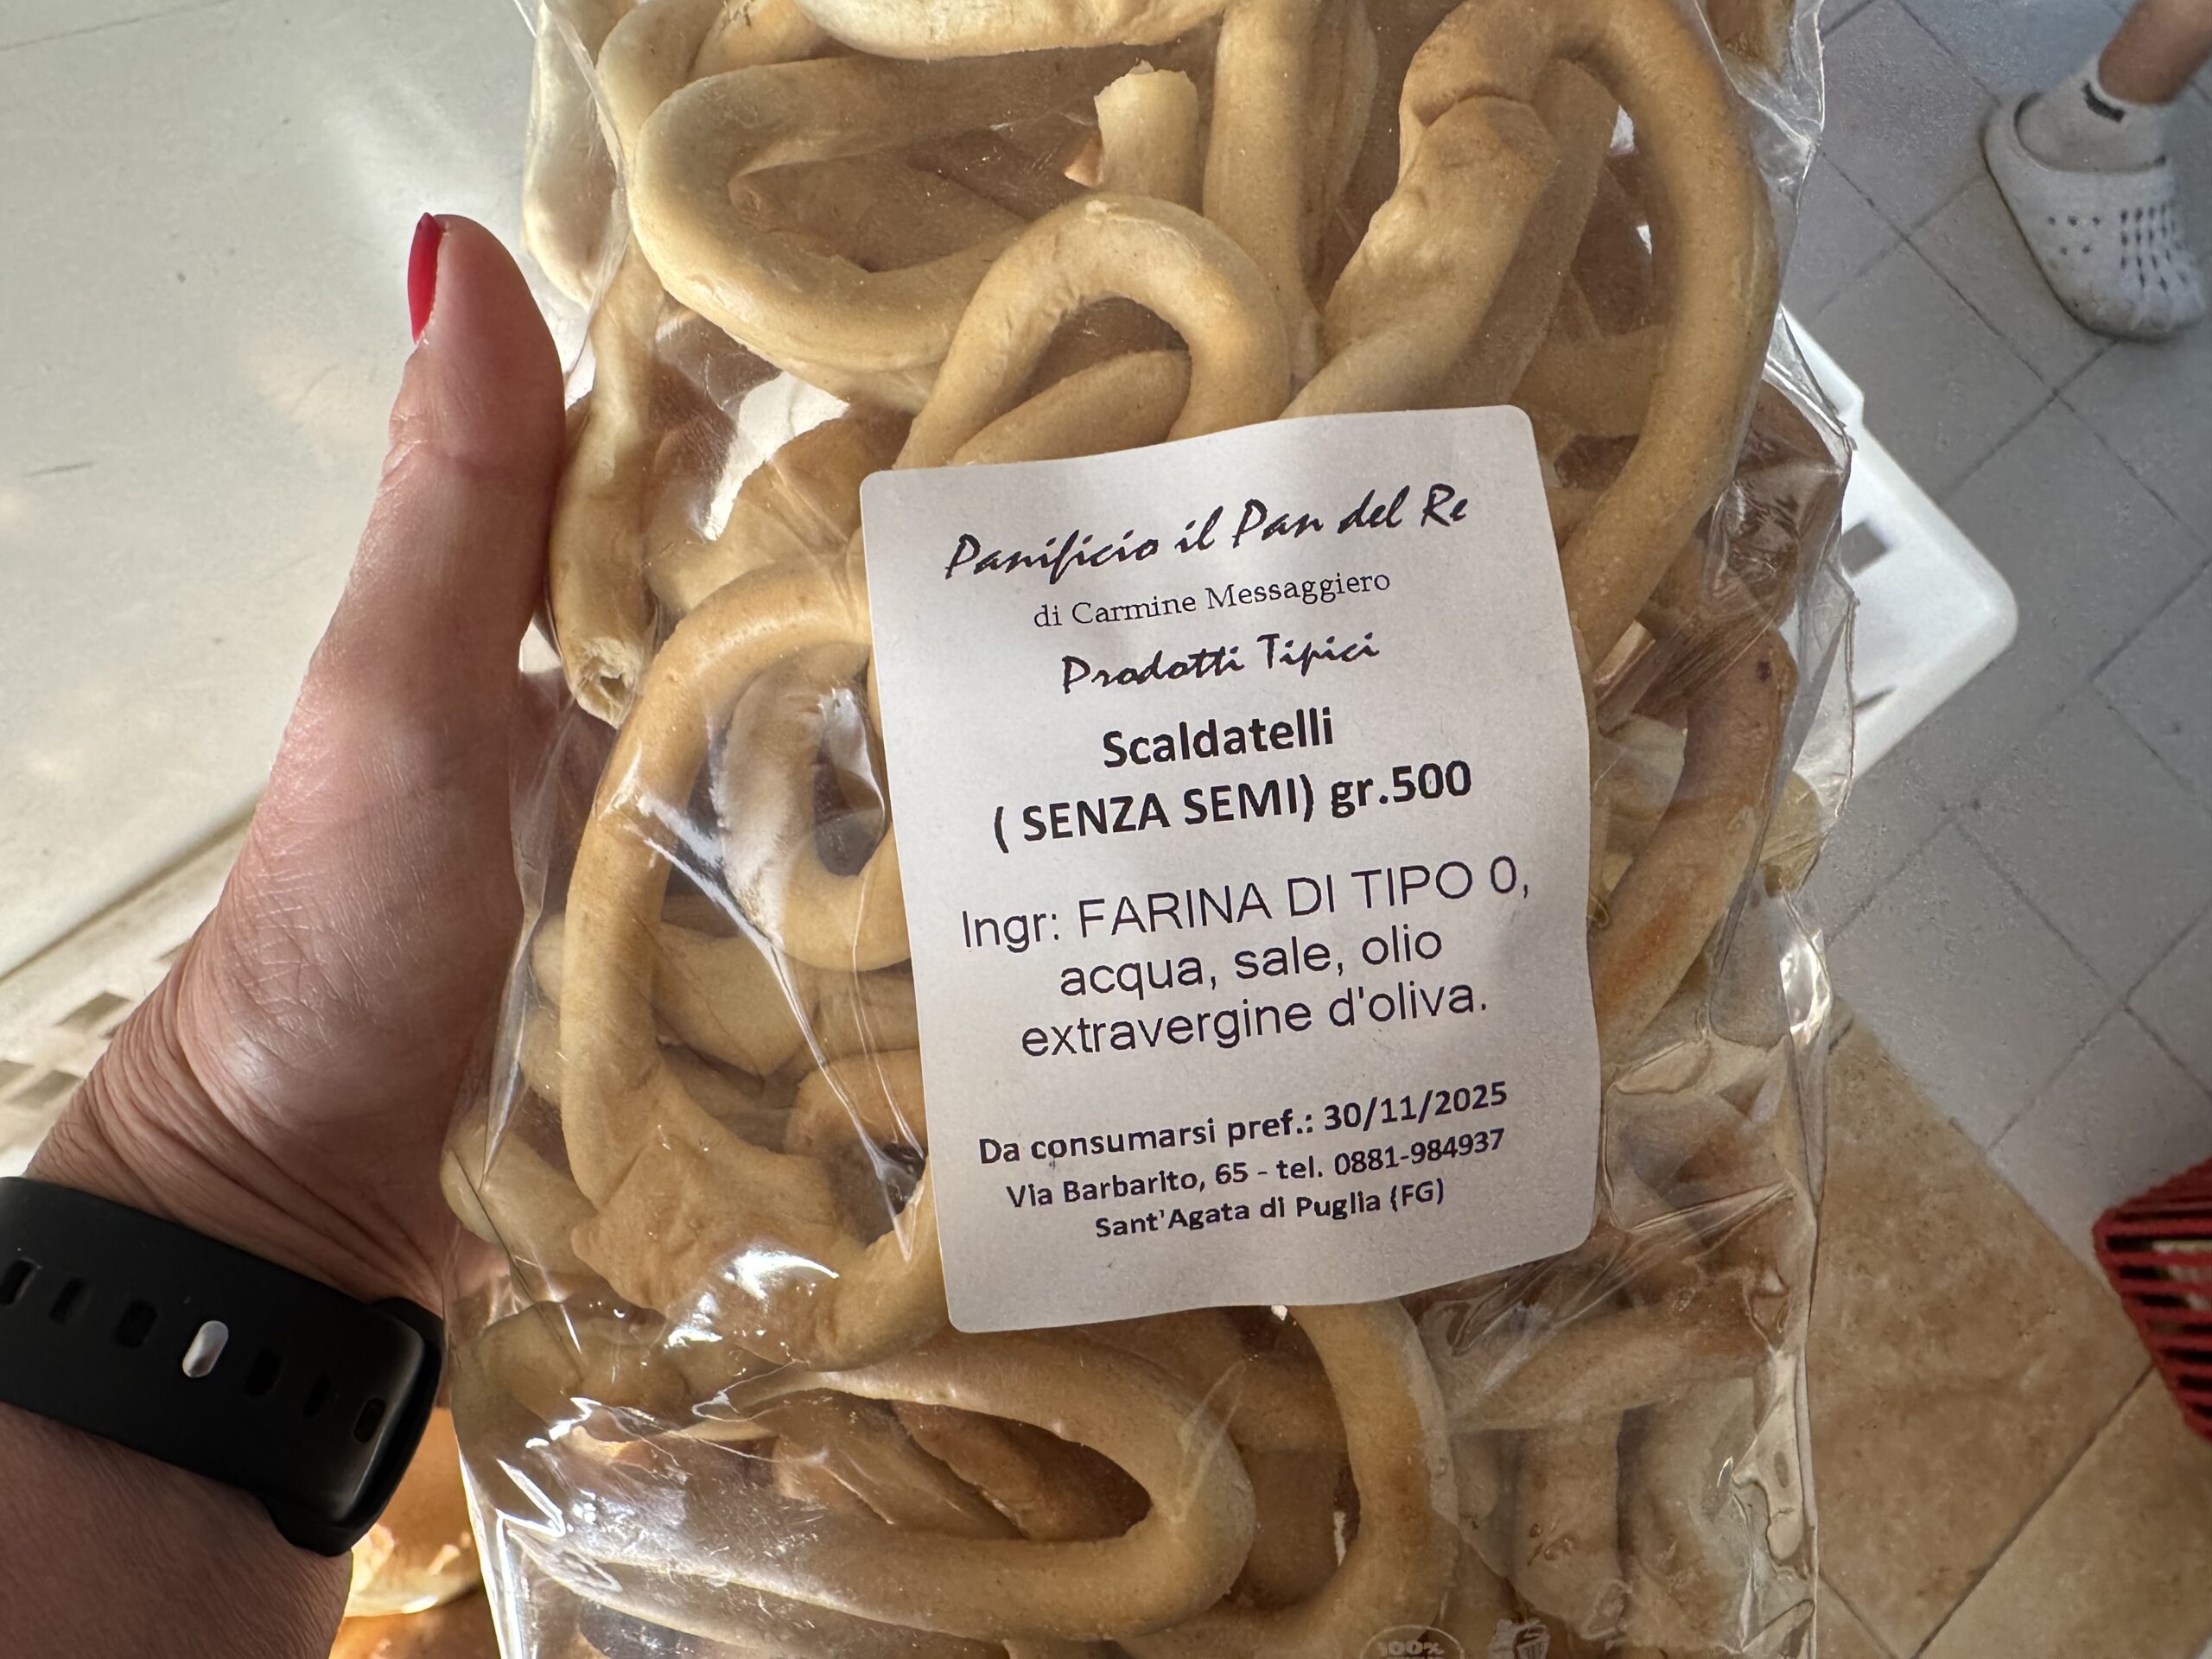 Panificio il Pan del Re
di Carmine Messaggiero
Prodotti Tipici
Scaldatelli
( SENZA SEMI) gr.500
Ingr: FARINA DI TIPO 0,
acqua, sale, olio
extravergine d'oliva.
Da consumarsi pref.: 30/11/2025
Via Barbarito, 65 - tel. 0881-984937
Sant'Agata di Puglia (FG)
100%